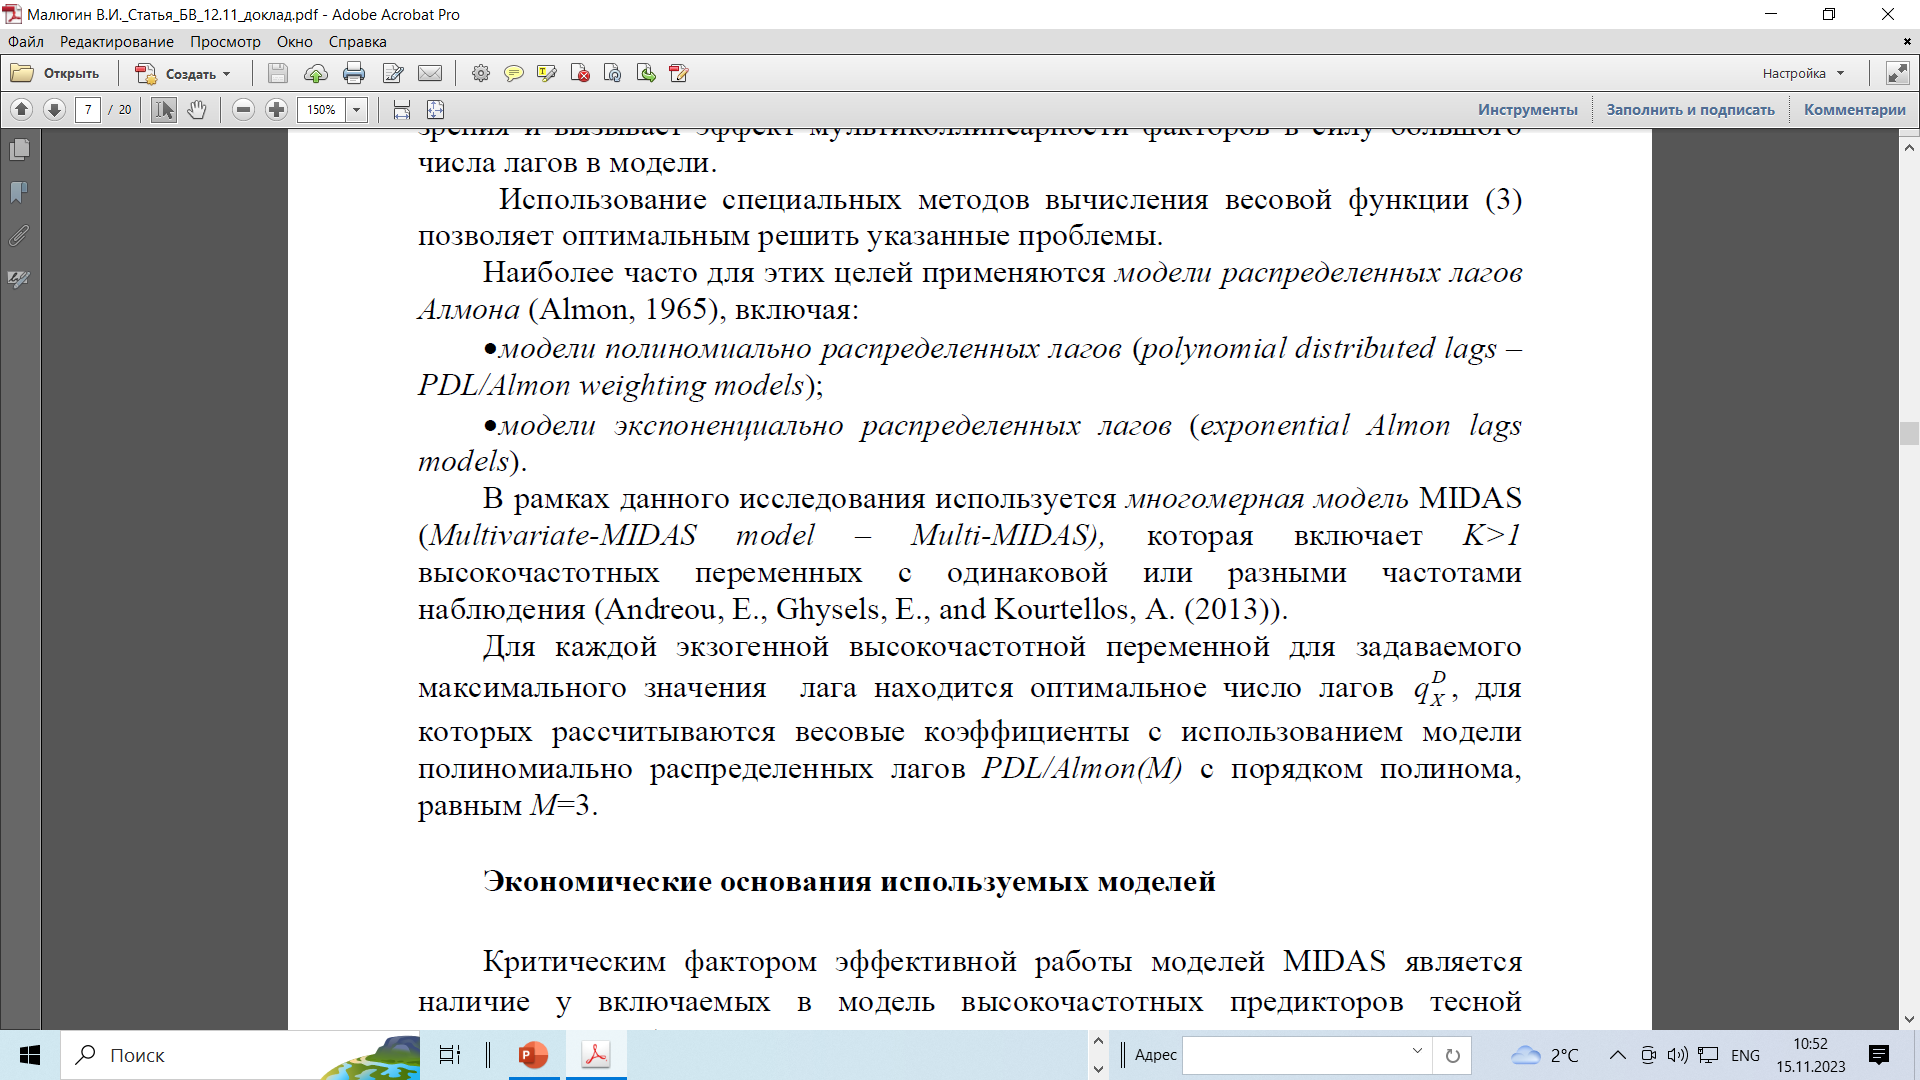 Малюгин В.И._Статья_БВ_12.11_доклад.pdf - Adobe Acrobat Pro
Файл Редактирование Просмотр Окно Справка
Открыть Создать Настройка
7 / 20 150% Инструменты Заполнить и подписать Комментарии
зрения и вызывает эффект мультиколлинеарности факторов в силу большого
числа лагов в модели.
Использование специальных методов вычисления весовой функции (3)
позволяет оптимальным решить указанные проблемы.
Наиболее часто для этих целей применяются модели распределенных лагов
Алмона (Almon, 1965), включая:
•модели полиномиально распределенных лагов (polynomial distributed lags –
PDL/Almon weighting models);
•модели экспоненциально распределенных лагов (exponential Almon lags
models).
В рамках данного исследования используется многомерная модель MIDAS
(Multivariate-MIDAS model – Multi-MIDAS), которая включает K>1
высокочастотных переменных с одинаковой или разными частотами
наблюдения (Andreou, E., Ghysels, E., and Kourtellos, A. (2013)).
Для каждой экзогенной высокочастотной переменной для задаваемого
максимального значения лага находится оптимальное число лагов q_X^D, для
которых рассчитываются весовые коэффициенты с использованием модели
полиномиально распределенных лагов PDL/Almon(M) с порядком полинома,
равным M=3.
Экономические основания используемых моделей
Критическим фактором эффективной работы моделей MIDAS является
наличие у включаемых в модель высокочастотных предикторов тесной
Поиск Адрес 2°C ENG 10:52
15.11.2023